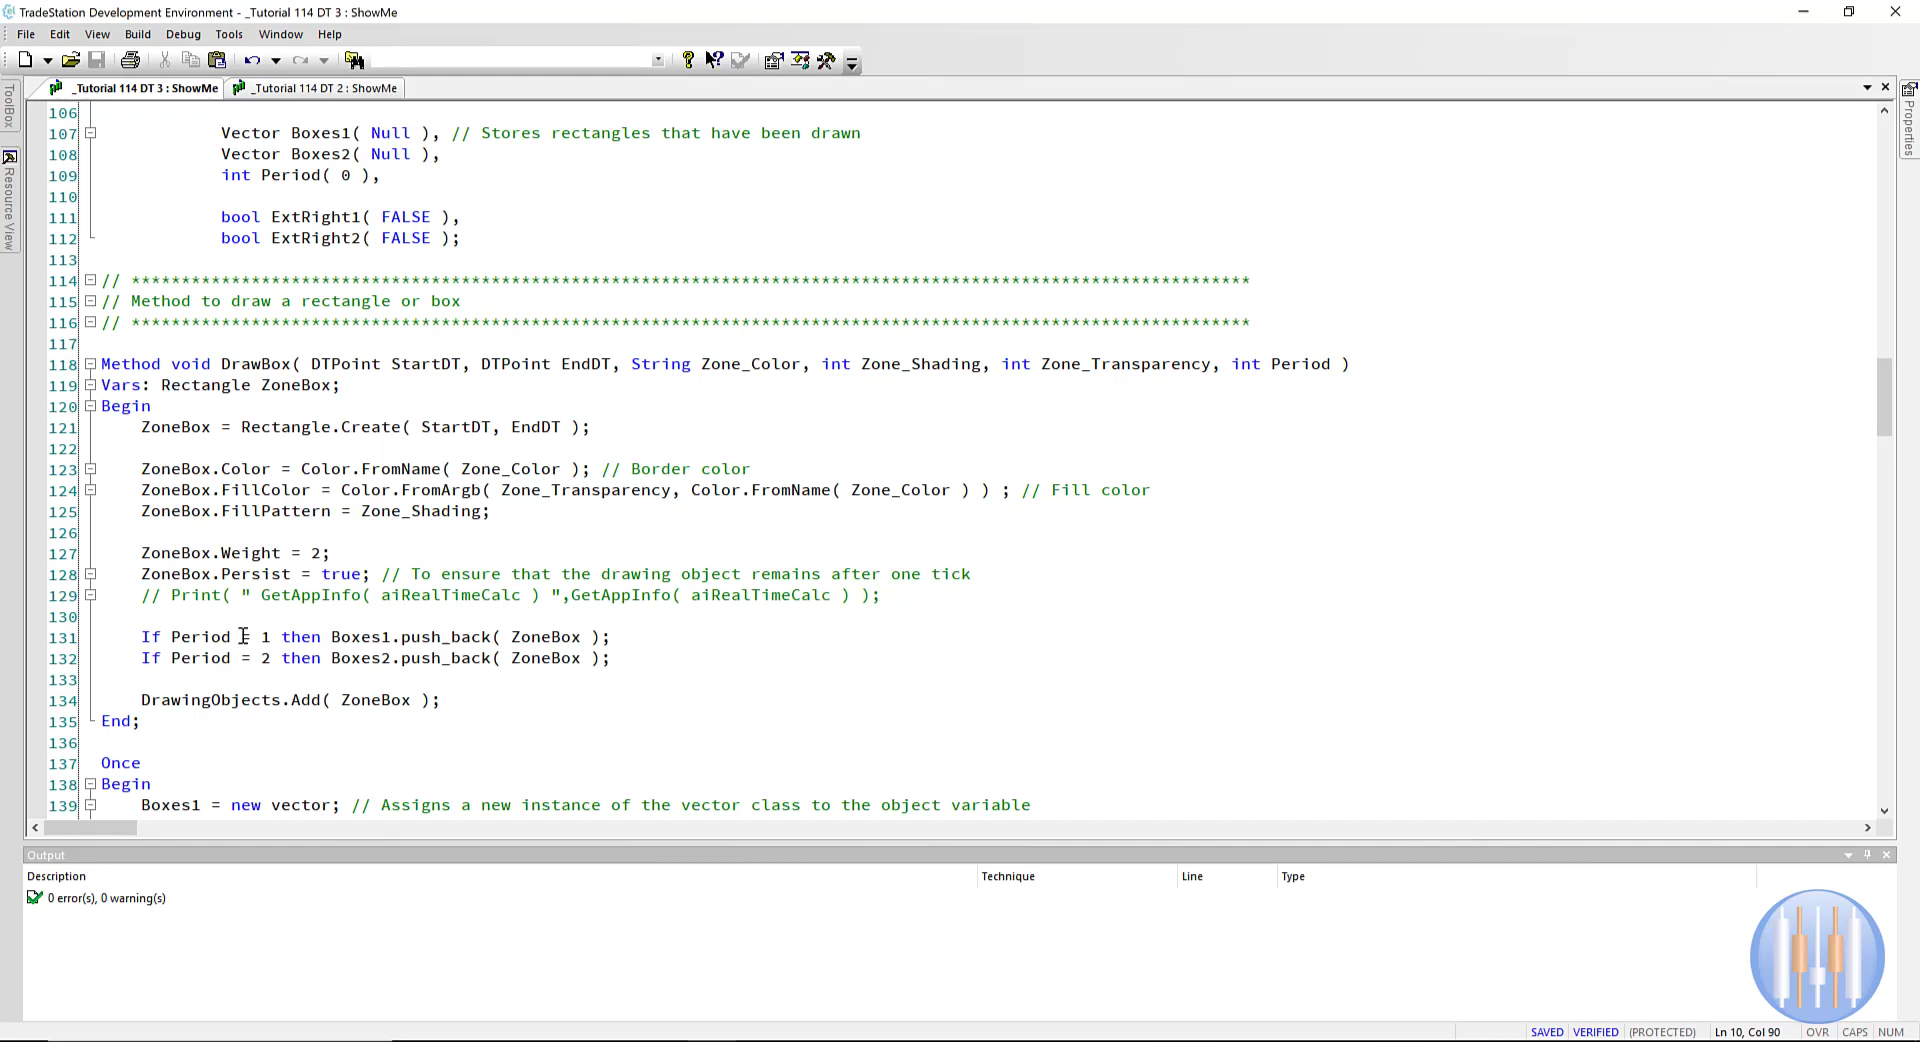 TradeStation Development Environment - _Tutorial 114 DT 3 : ShowMe
File Edit View Build Debug Tools Window Help
_Tutorial 114 DT 3 : ShowMe
_Tutorial 114 DT 2 : ShowMe
ToolBox
Resource View
Properties
106
107 Vector Boxes1( Null ), // Stores rectangles that have been drawn
108 Vector Boxes2( Null ),
109 int Period( 0 ),
110
111 bool ExtRight1( FALSE ),
112 bool ExtRight2( FALSE );
113
114 // ****************************************************************************************************************
115 // Method to draw a rectangle or box
116 // ****************************************************************************************************************
117
118 Method void DrawBox( DTPoint StartDT, DTPoint EndDT, String Zone_Color, int Zone_Shading, int Zone_Transparency, int Period )
119 Vars: Rectangle ZoneBox;
120 Begin
121 ZoneBox = Rectangle.Create( StartDT, EndDT );
122
123 ZoneBox.Color = Color.FromName( Zone_Color ); // Border color
124 ZoneBox.FillColor = Color.FromArgb( Zone_Transparency, Color.FromName( Zone_Color ) ) ; // Fill color
125 ZoneBox.FillPattern = Zone_Shading;
126
127 ZoneBox.Weight = 2;
128 ZoneBox.Persist = true; // To ensure that the drawing object remains after one tick
129 // Print( " GetAppInfo( aiRealTimeCalc ) ",GetAppInfo( aiRealTimeCalc ) );
130
131 If Period = 1 then Boxes1.push_back( ZoneBox );
132 If Period = 2 then Boxes2.push_back( ZoneBox );
133
134 DrawingObjects.Add( ZoneBox );
135 End;
136
137 Once
138 Begin
139 Boxes1 = new vector; // Assigns a new instance of the vector class to the object variable
Output
Description Technique Line Type
0 error(s), 0 warning(s)
SAVED VERIFIED (PROTECTED) Ln 10, Col 90 OVR CAPS NUM